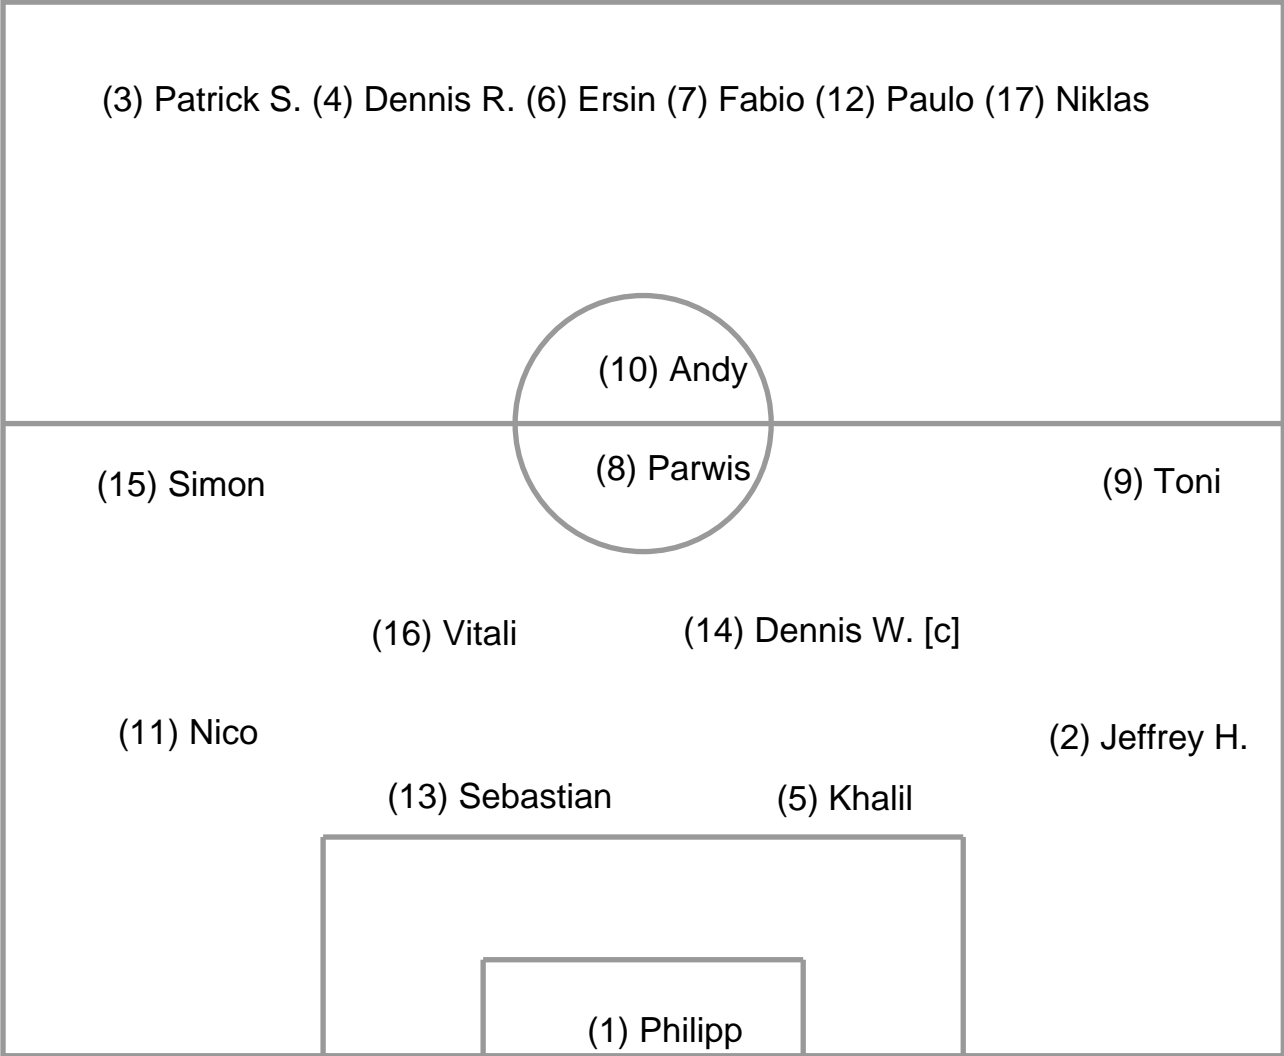 (3) Patrick S. (4) Dennis R. (6) Ersin (7) Fabio (12) Paulo (17) Niklas
(10) Andy
(15) Simon
(8) Parwis
(9) Toni
(16) Vitali
(14) Dennis W. [c]
(11) Nico
(2) Jeffrey H.
(13) Sebastian
(5) Khalil
(1) Philipp